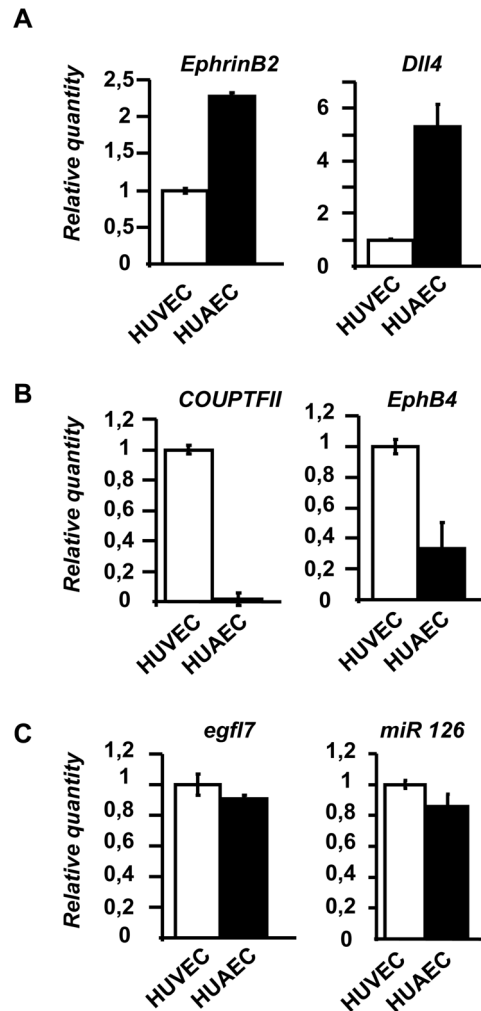 A
EphrinB2
Relative quantity
2,5
2
1,5
1
0,5
0
HUVEC
HUAEC
Dll4
6
4
2
0
HUVEC
HUAEC
B
COUPTFII
Relative quantity
1,2
1
0,8
0,6
0,4
0,2
0
HUVEC
HUAEC
EphB4
1,2
1
0,8
0,6
0,4
0,2
0
HUVEC
HUAEC
C
egfl7
Relative quantity
1,2
1
0,8
0,6
0,4
0,2
0
HUVEC
HUAEC
miR 126
1,2
1
0,8
0,6
0,4
0,2
0
HUVEC
HUAEC